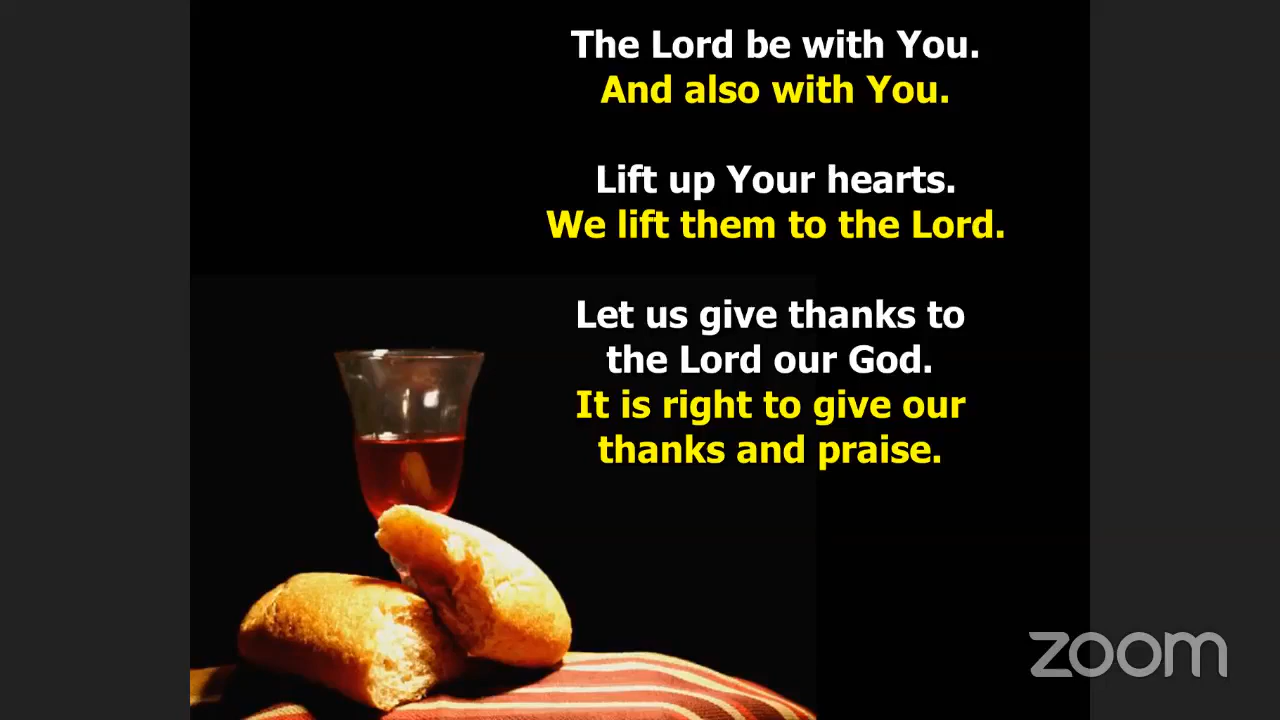 The Lord be with You.
And also with You.
Lift up Your hearts.
We lift them to the Lord.
Let us give thanks to
the Lord our God.
It is right to give our
thanks and praise.
zoom